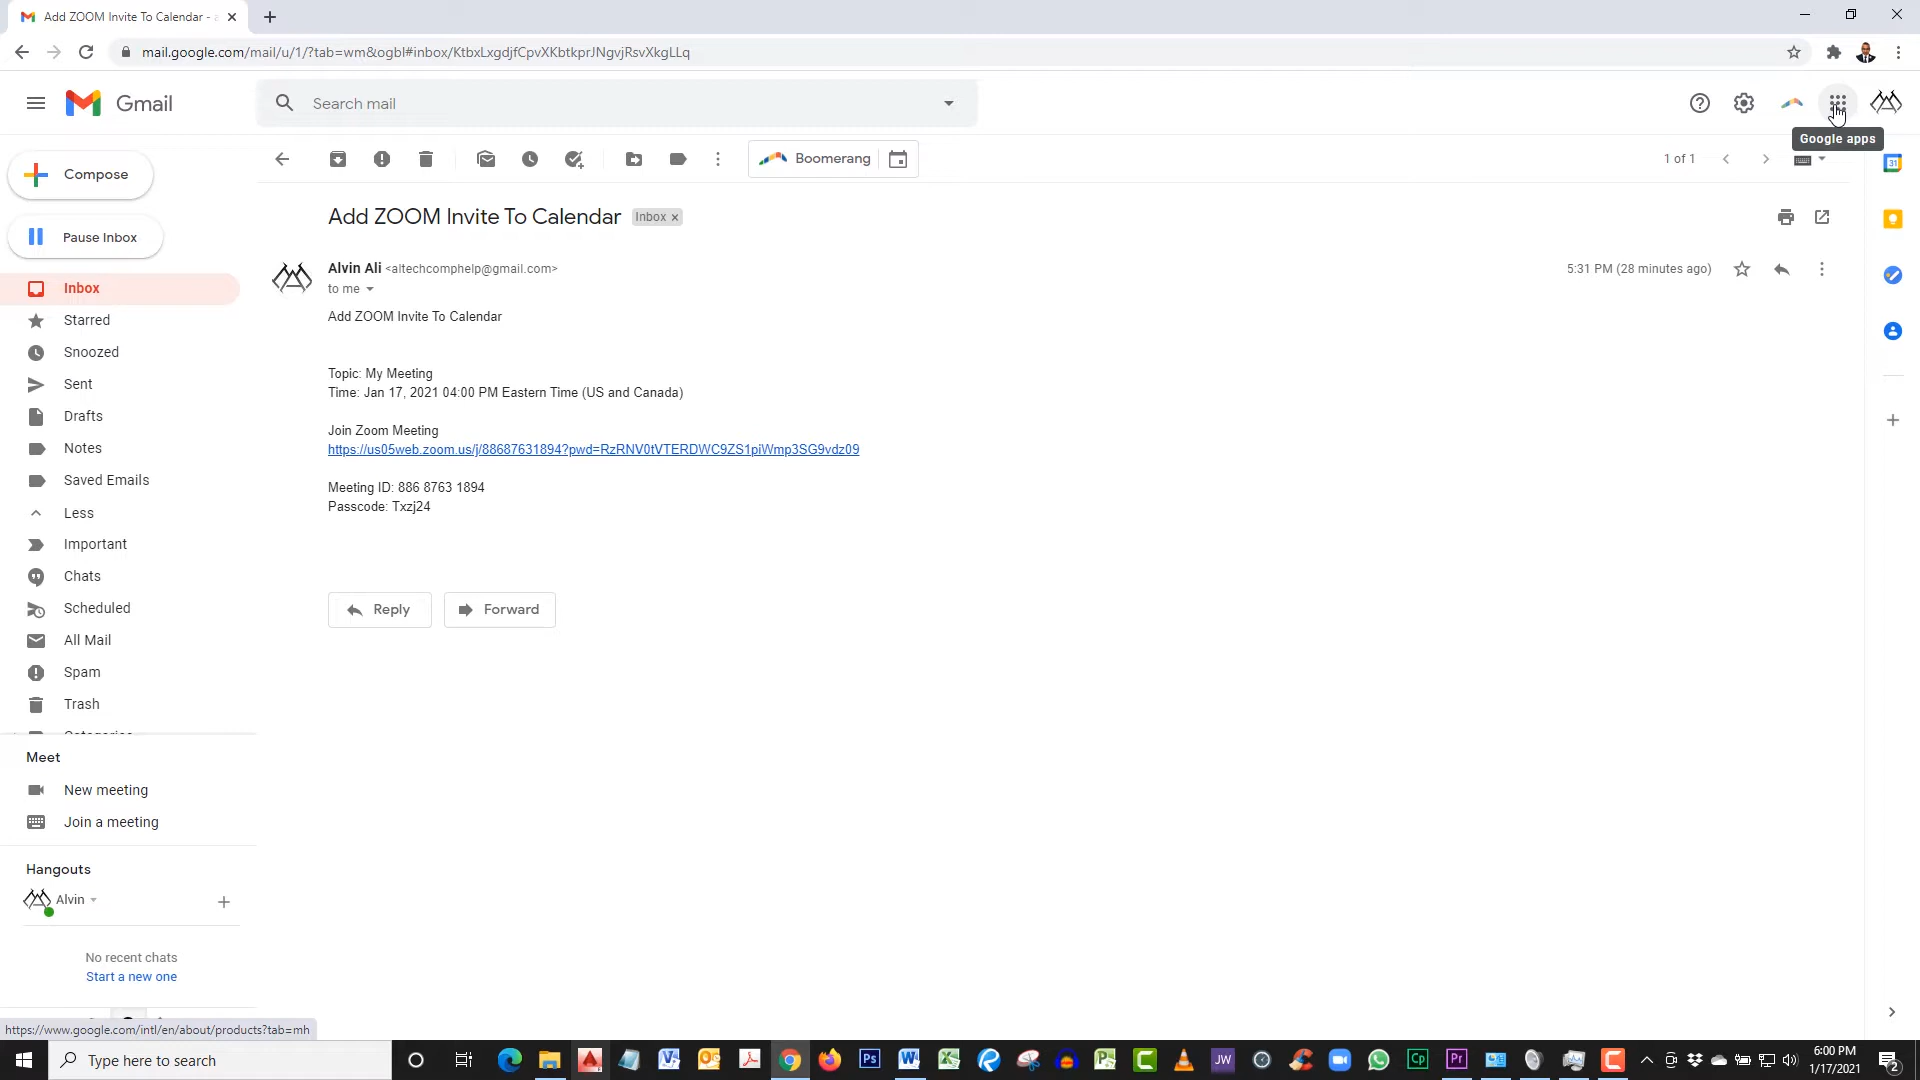 Add ZOOM Invite To Calendar - a
mail.google.com/mail/u/1/?tab=wm&ogbl#inbox/KtbxLxgdjfCpvXKbtkprJNgvjRsvXkgLLq
Gmail
Search mail
Google apps
Compose
Boomerang
1 of 1
31
Pause Inbox
Add ZOOM Invite To Calendar Inbox x
Inbox
Starred
Snoozed
Sent
Drafts
Notes
Saved Emails
Less
Important
Chats
Scheduled
All Mail
Spam
Trash
Categories
Alvin Ali <altechcomphelp@gmail.com>
5:31 PM (28 minutes ago)
to me
Add ZOOM Invite To Calendar
Topic: My Meeting
Time: Jan 17, 2021 04:00 PM Eastern Time (US and Canada)
Join Zoom Meeting
https://us05web.zoom.us/j/88687631894?pwd=RzRNV0tVTERDWC9ZS1piWmp3SG9vdz09
Meeting ID: 886 8763 1894
Passcode: Txzj24
Reply
Forward
Meet
New meeting
Join a meeting
Hangouts
Alvin
No recent chats
Start a new one
https://www.google.com/intl/en/about/products?tab=mh
Type here to search
Ps
JW
Cp
Pr
6:00 PM
1/17/2021
2